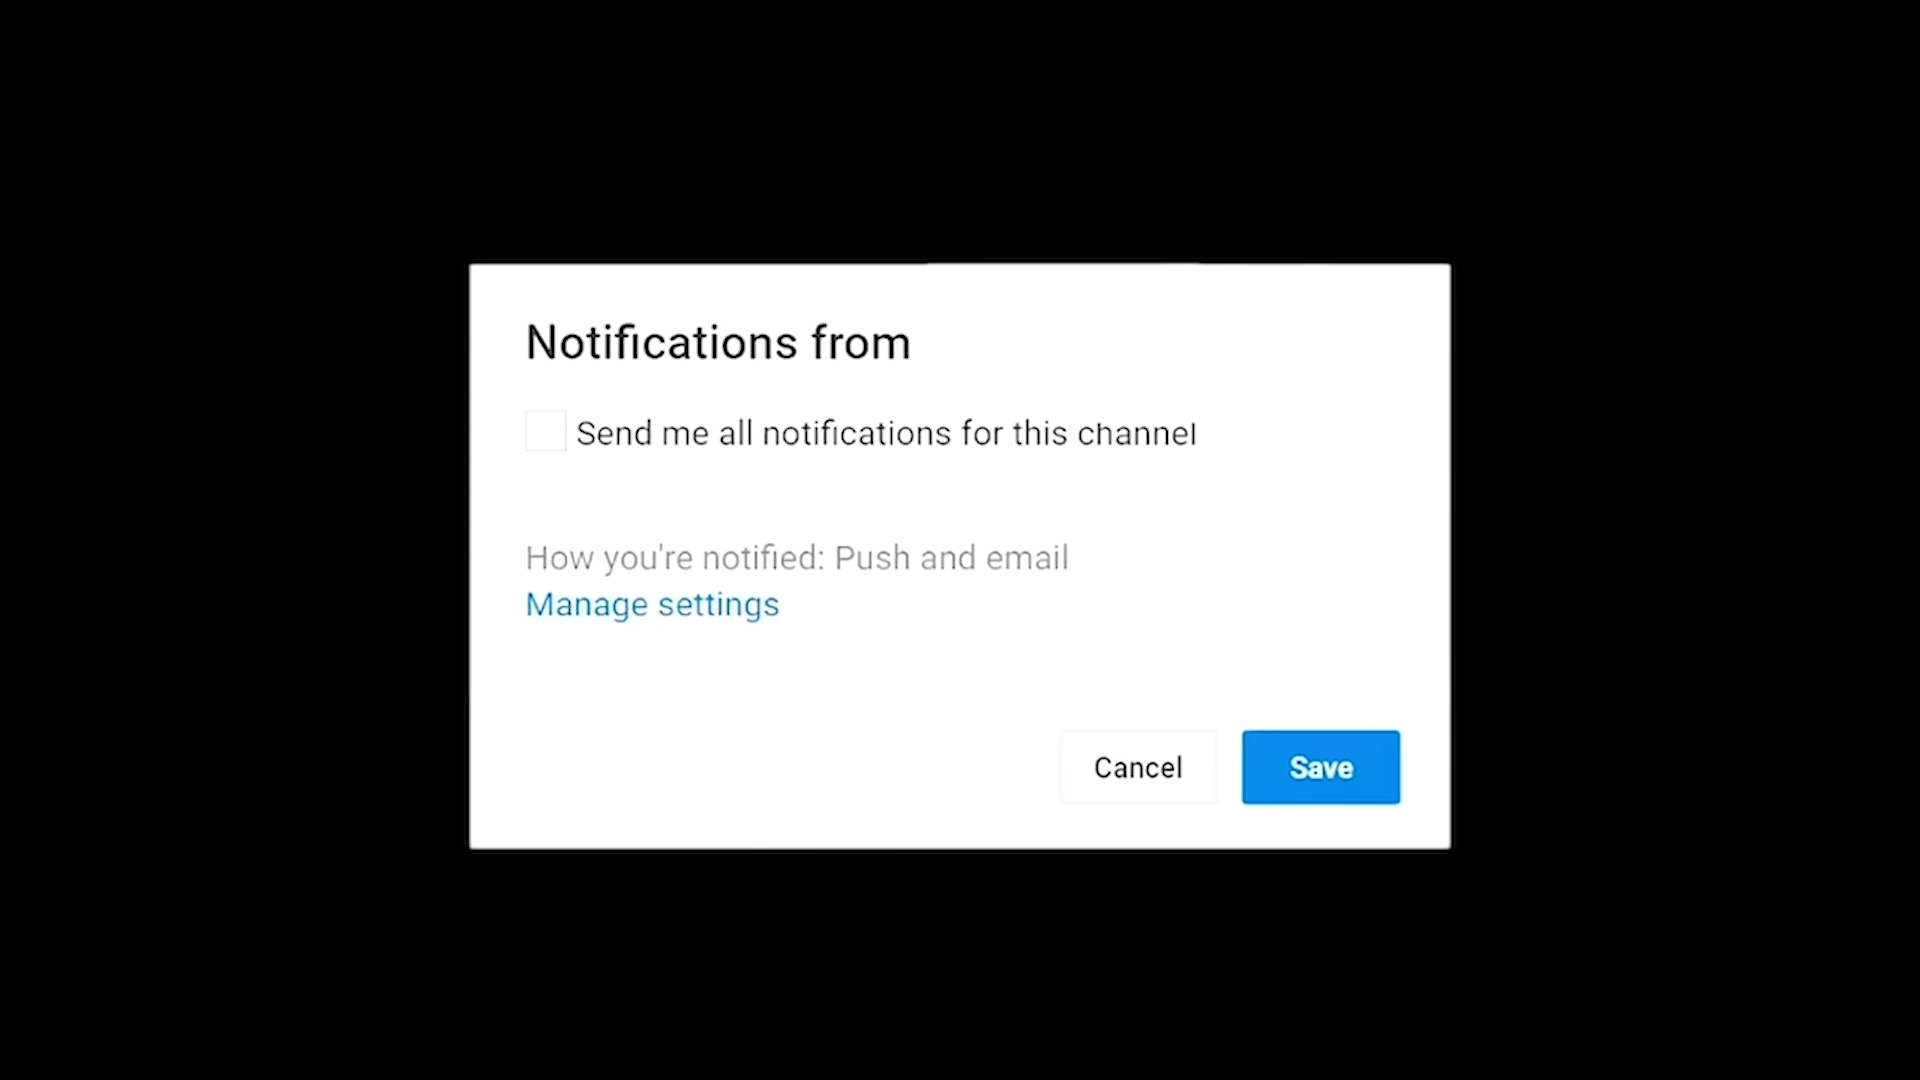 Notifications from
Send me all notifications for this channel
How you're notified: Push and email
Manage settings
Cancel
Save